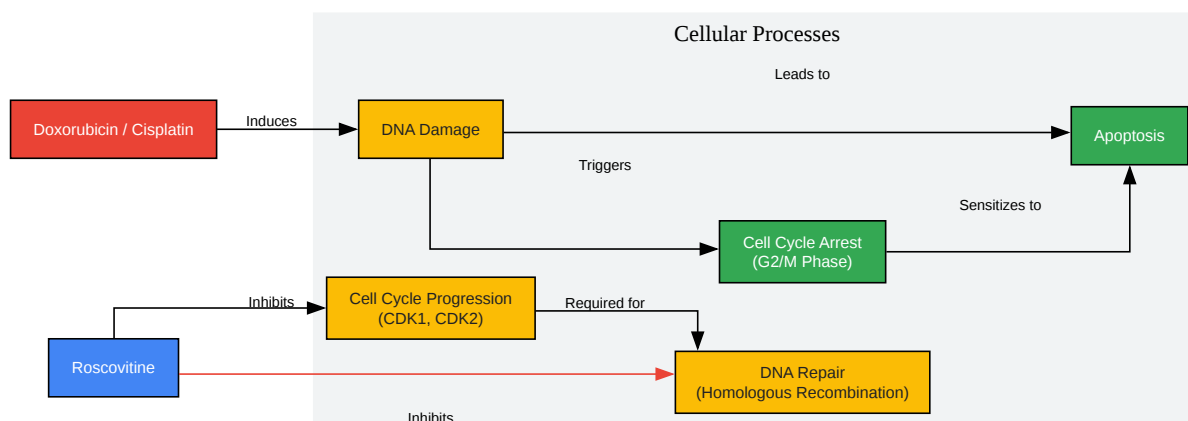 Cellular Processes
Leads to
Doxorubicin / Cisplatin
Induces
DNA Damage
Apoptosis
Triggers
Sensitizes to
Cell Cycle Arrest
(G2/M Phase)
Inhibits
Cell Cycle Progression
(CDK1, CDK2)
Required for
Roscovitine
DNA Repair
(Homologous Recombination)
Inhibits